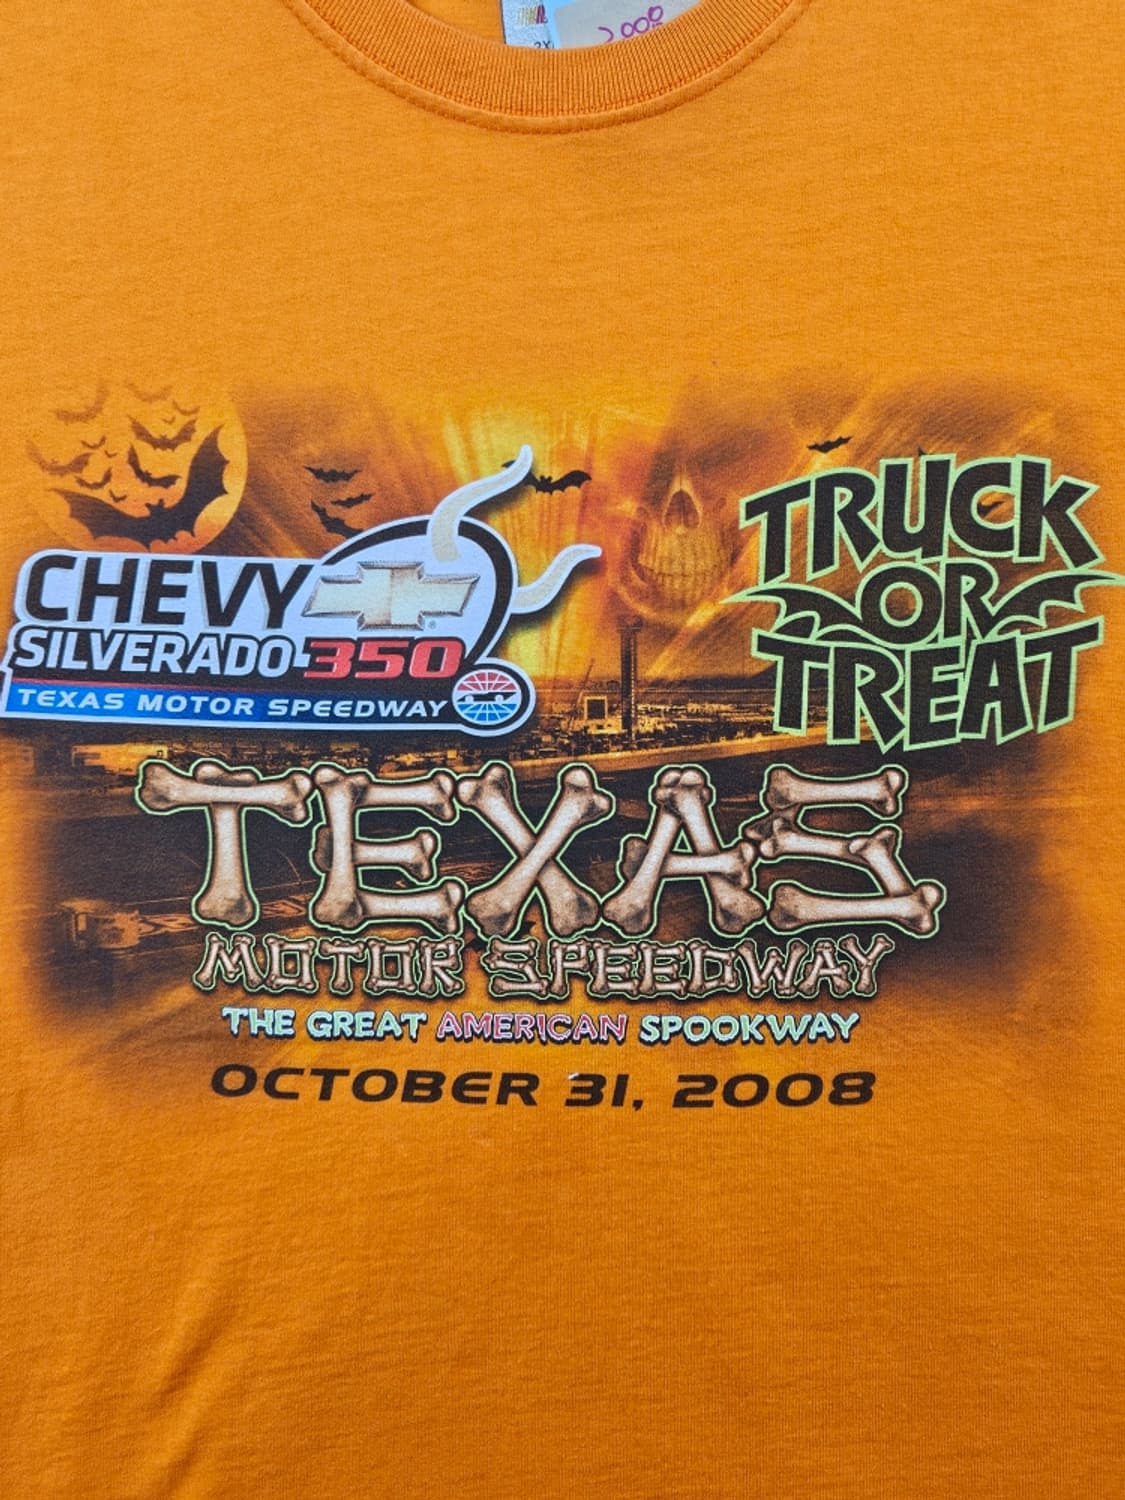 2X
CHEVY
SILVERADO 350
TEXAS MOTOR SPEEDWAY
TRUCK
OR
TREAT
TEXAS
MOTOR SPEEDWAY
THE GREAT AMERICAN SPOOKWAY
OCTOBER 31, 2008